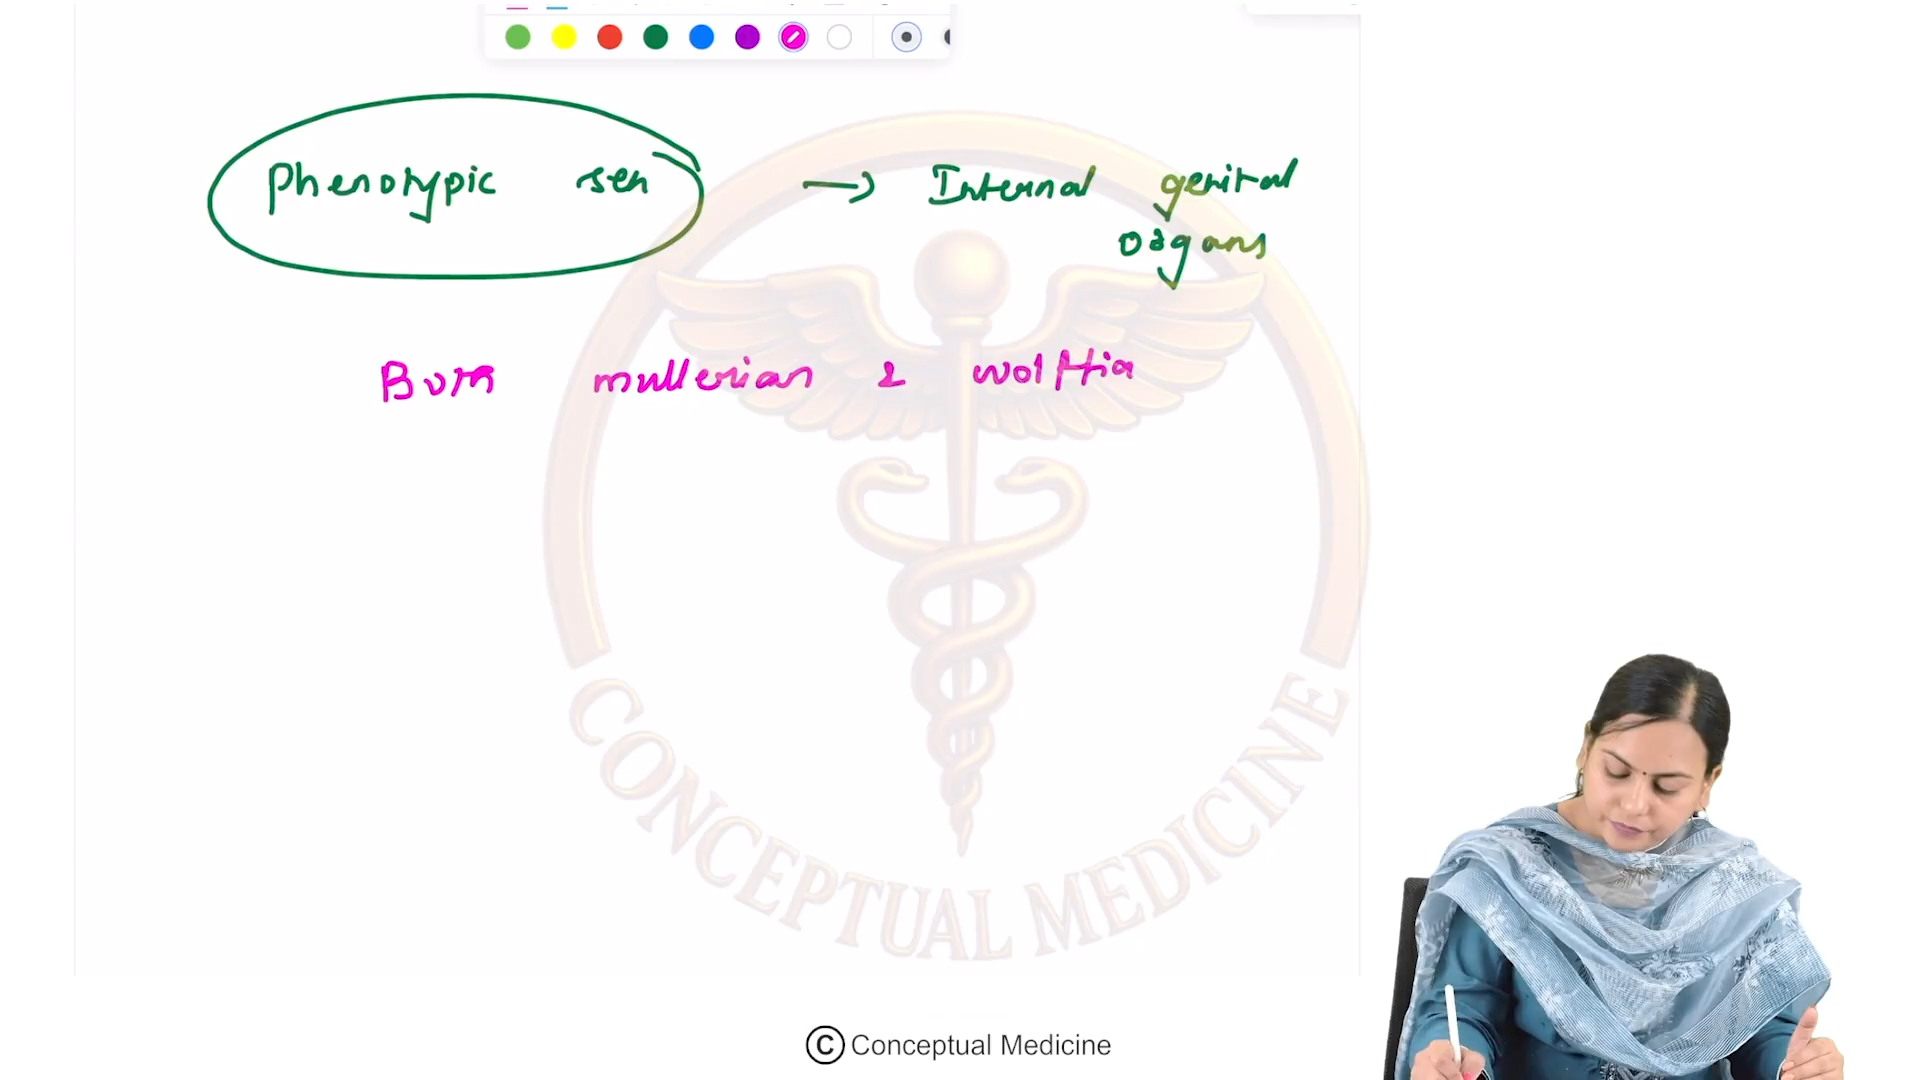 Phenotypic sex → Internal genital
organs
Both mullerian & wolffia
CONCEPTUAL MEDICINE
© Conceptual Medicine